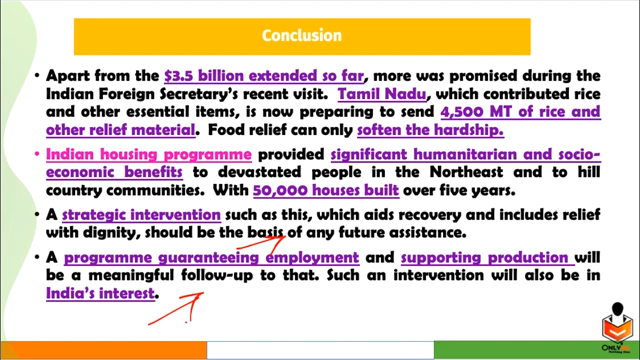 Conclusion
• Apart from the $3.5 billion extended so far, more was promised during the
Indian Foreign Secretary's recent visit. Tamil Nadu, which contributed rice
and other essential items, is now preparing to send 4,500 MT of rice and
other relief material. Food relief can only soften the hardship.
• Indian housing programme provided significant humanitarian and socio-
economic benefits to devastated people in the Northeast and to hill
country communities. With 50,000 houses built over five years.
• A strategic intervention such as this, which aids recovery and includes relief
with dignity, should be the basis of any future assistance.
• A programme guaranteeing employment and supporting production will
be a meaningful follow-up to that. Such an intervention will also be in
India's interest.